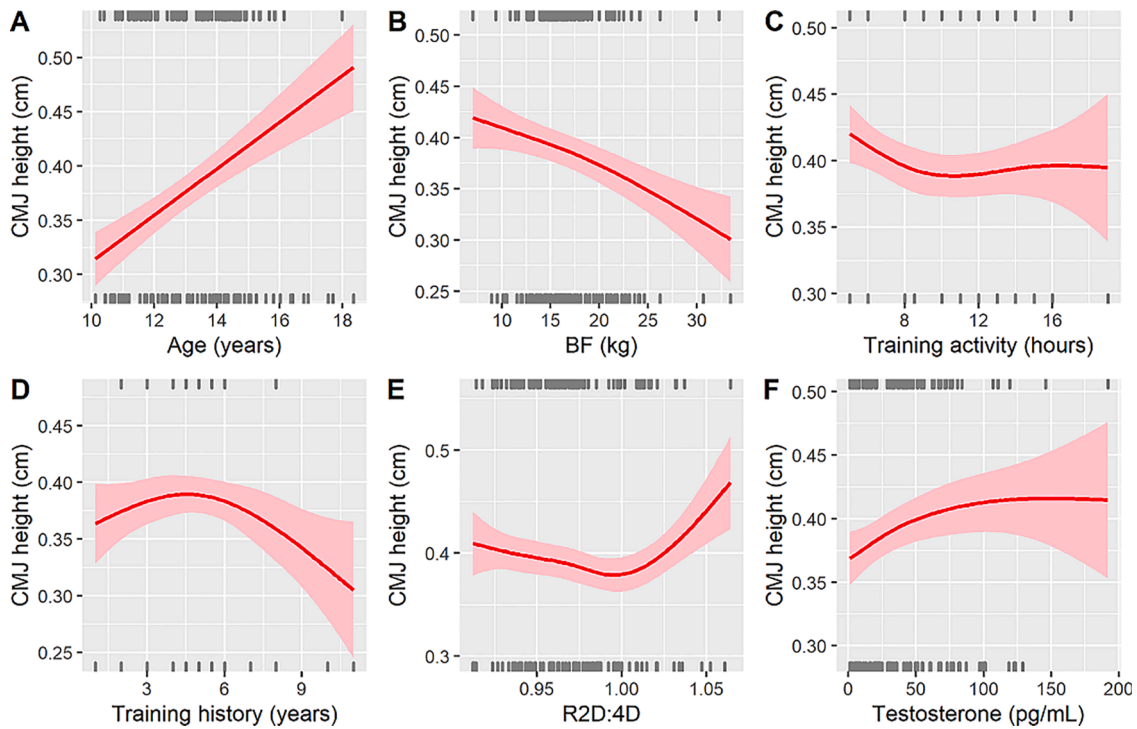 A
CMJ height (cm)
0.50
0.45
0.40
0.35
0.30
10 12 14 16 18
Age (years)
B
CMJ height (cm)
0.50
0.45
0.40
0.35
0.30
0.25
10 15 20 25 30
BF (kg)
C
CMJ height (cm)
0.50
0.45
0.40
0.35
0.30
8 12 16
Training activity (hours)
D
CMJ height (cm)
0.45
0.40
0.35
0.30
0.25
3 6 9
Training history (years)
E
CMJ height (cm)
0.5
0.4
0.3
0.95 1.00 1.05
R2D:4D
F
CMJ height (cm)
0.50
0.45
0.40
0.35
0.30
0 50 100 150 200
Testosterone (pg/mL)